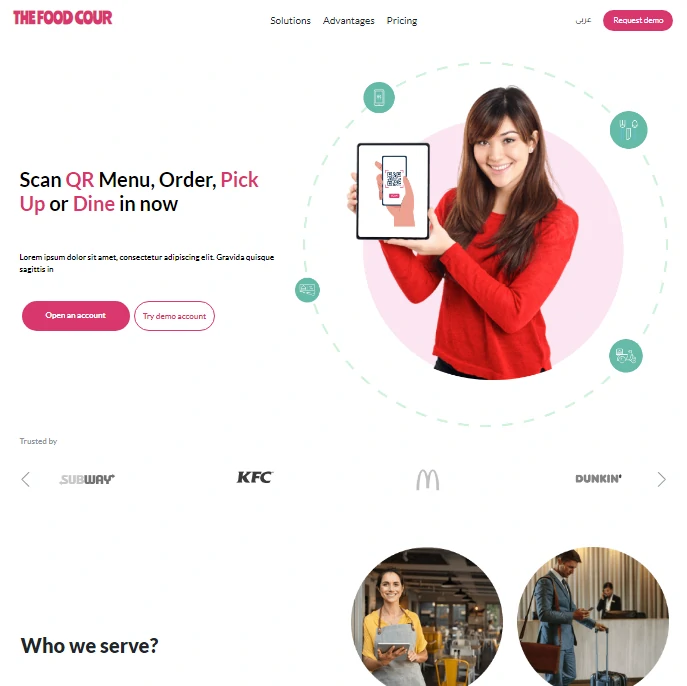 THE FOOD COUR
Solutions Advantages Pricing
عربى
Request demo
Scan QR Menu, Order, Pick
Up or Dine in now
Lorem ipsum dolor sit amet, consectetur adipiscing elit. Gravida quisque
sagittis in
Open an account
Try demo account
Trusted by
SUBWAY
KFC
DUNKIN'
Who we serve?